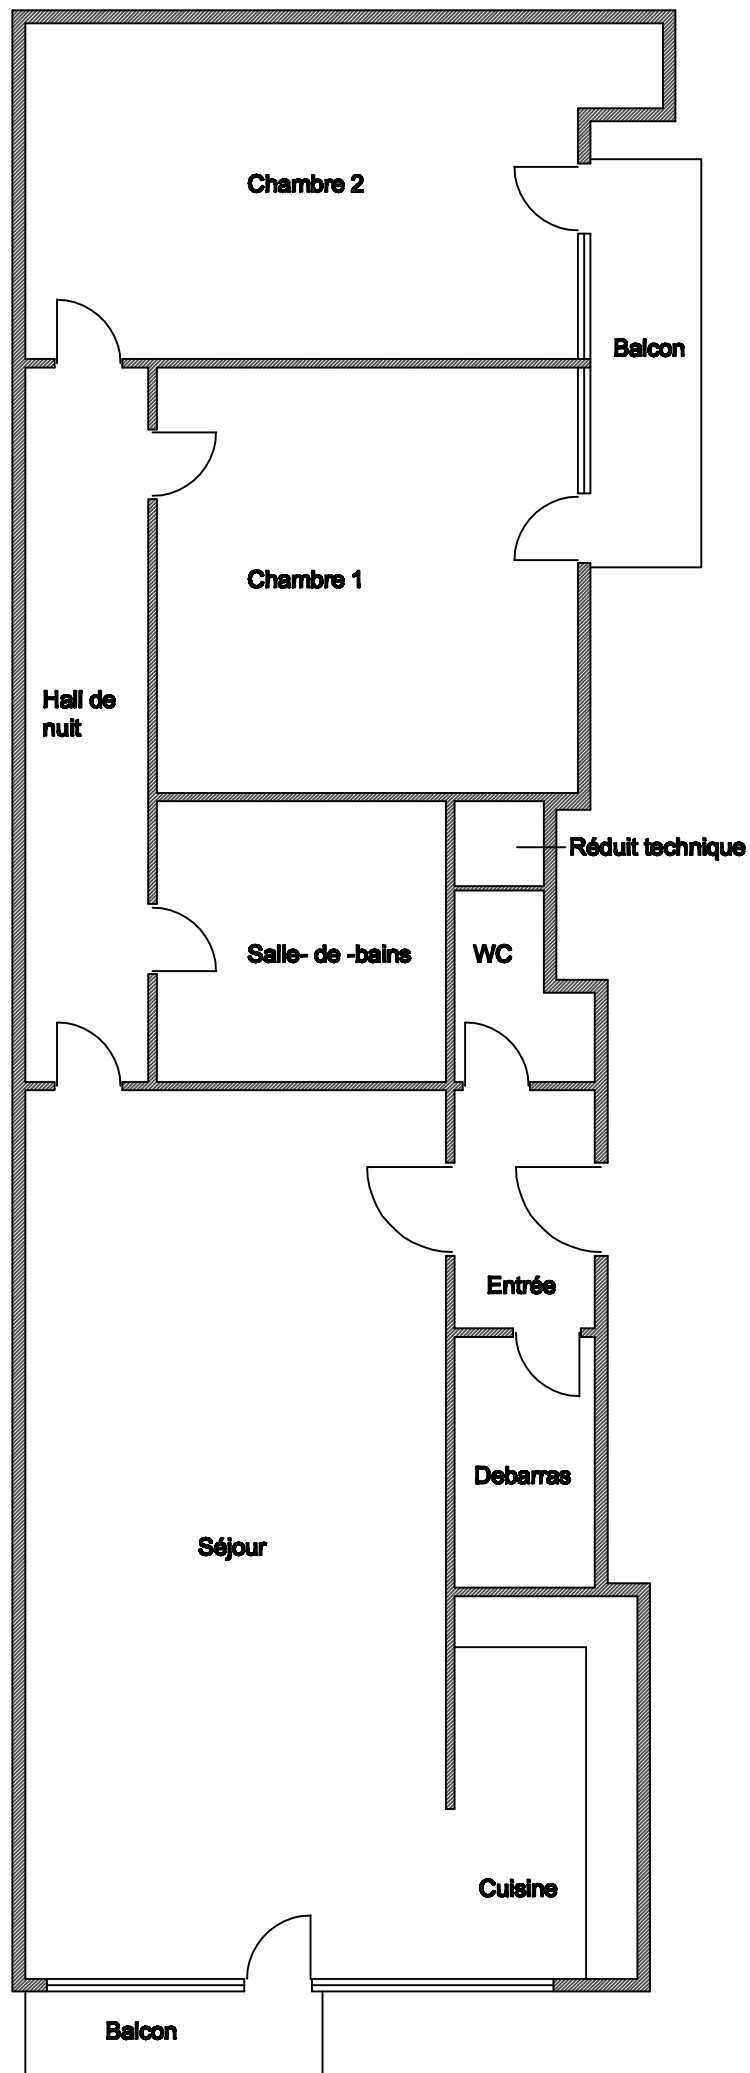 Chambre 2
Balcon
Chambre 1
Hall de
nuit
Réduit technique
Salle- de -bains
WC
Entrée
Debarras
Séjour
Cuisine
Balcon